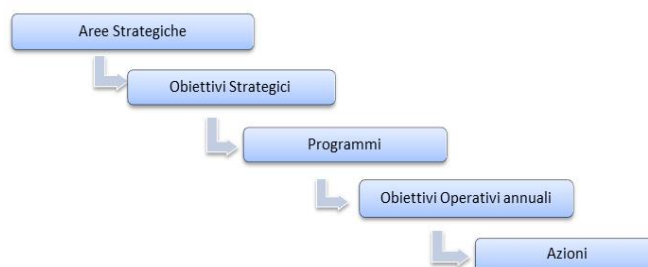 Aree Strategiche
Obiettivi Strategici
Programmi
Obiettivi Operativi annuali
Azioni